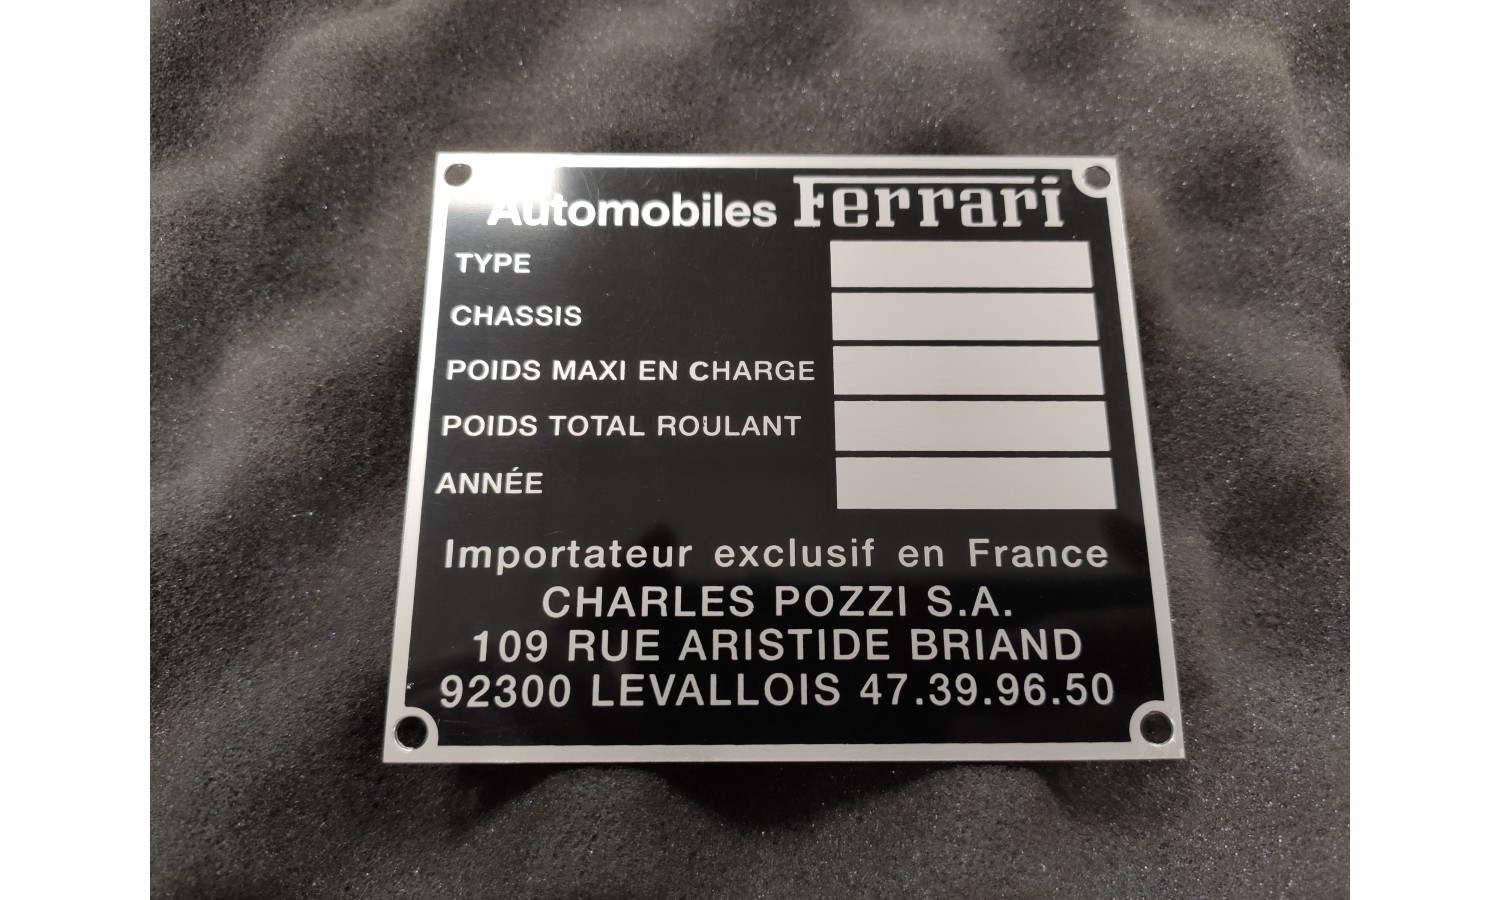 Automobiles Ferrari
TYPE
CHASSIS
POIDS MAXI EN CHARGE
POIDS TOTAL ROULANT
ANNÉE
Importateur exclusif en France
CHARLES POZZI S.A.
109 RUE ARISTIDE BRIAND
92300 LEVALLOIS 47.39.96.50